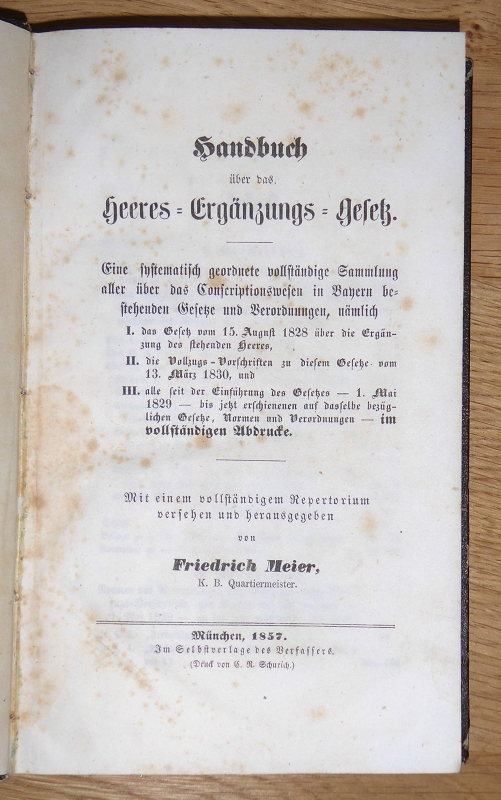 Handbuch
über das
Heeres-Ergänzungs-Gesetz.
Eine systematisch geordnete vollständige Sammlung
aller über das Conscriptionswesen in Bayern be-
stehenden Gesetze und Verordnungen, nämlich
I. das Gesetz vom 15. August 1828 über die Ergän-
zung des stehenden Heeres,
II. die Vollzugs-Vorschriften zu diesem Gesetze vom
13. März 1830, und
III. alle seit der Einführung des Gesetzes — 1. Mai
1829 — bis jetzt erschienenen auf dasselbe bezüg-
lichen Gesetze, Normen und Verordnungen — im
vollständigen Abdrucke.
Mit einem vollständigem Repertorium
versehen und herausgegeben
von
Friedrich Meier,
K. B. Quartiermeister.
München, 1857.
Im Selbstverlage des Verfassers.
(Druck von C. R. Schurich.)